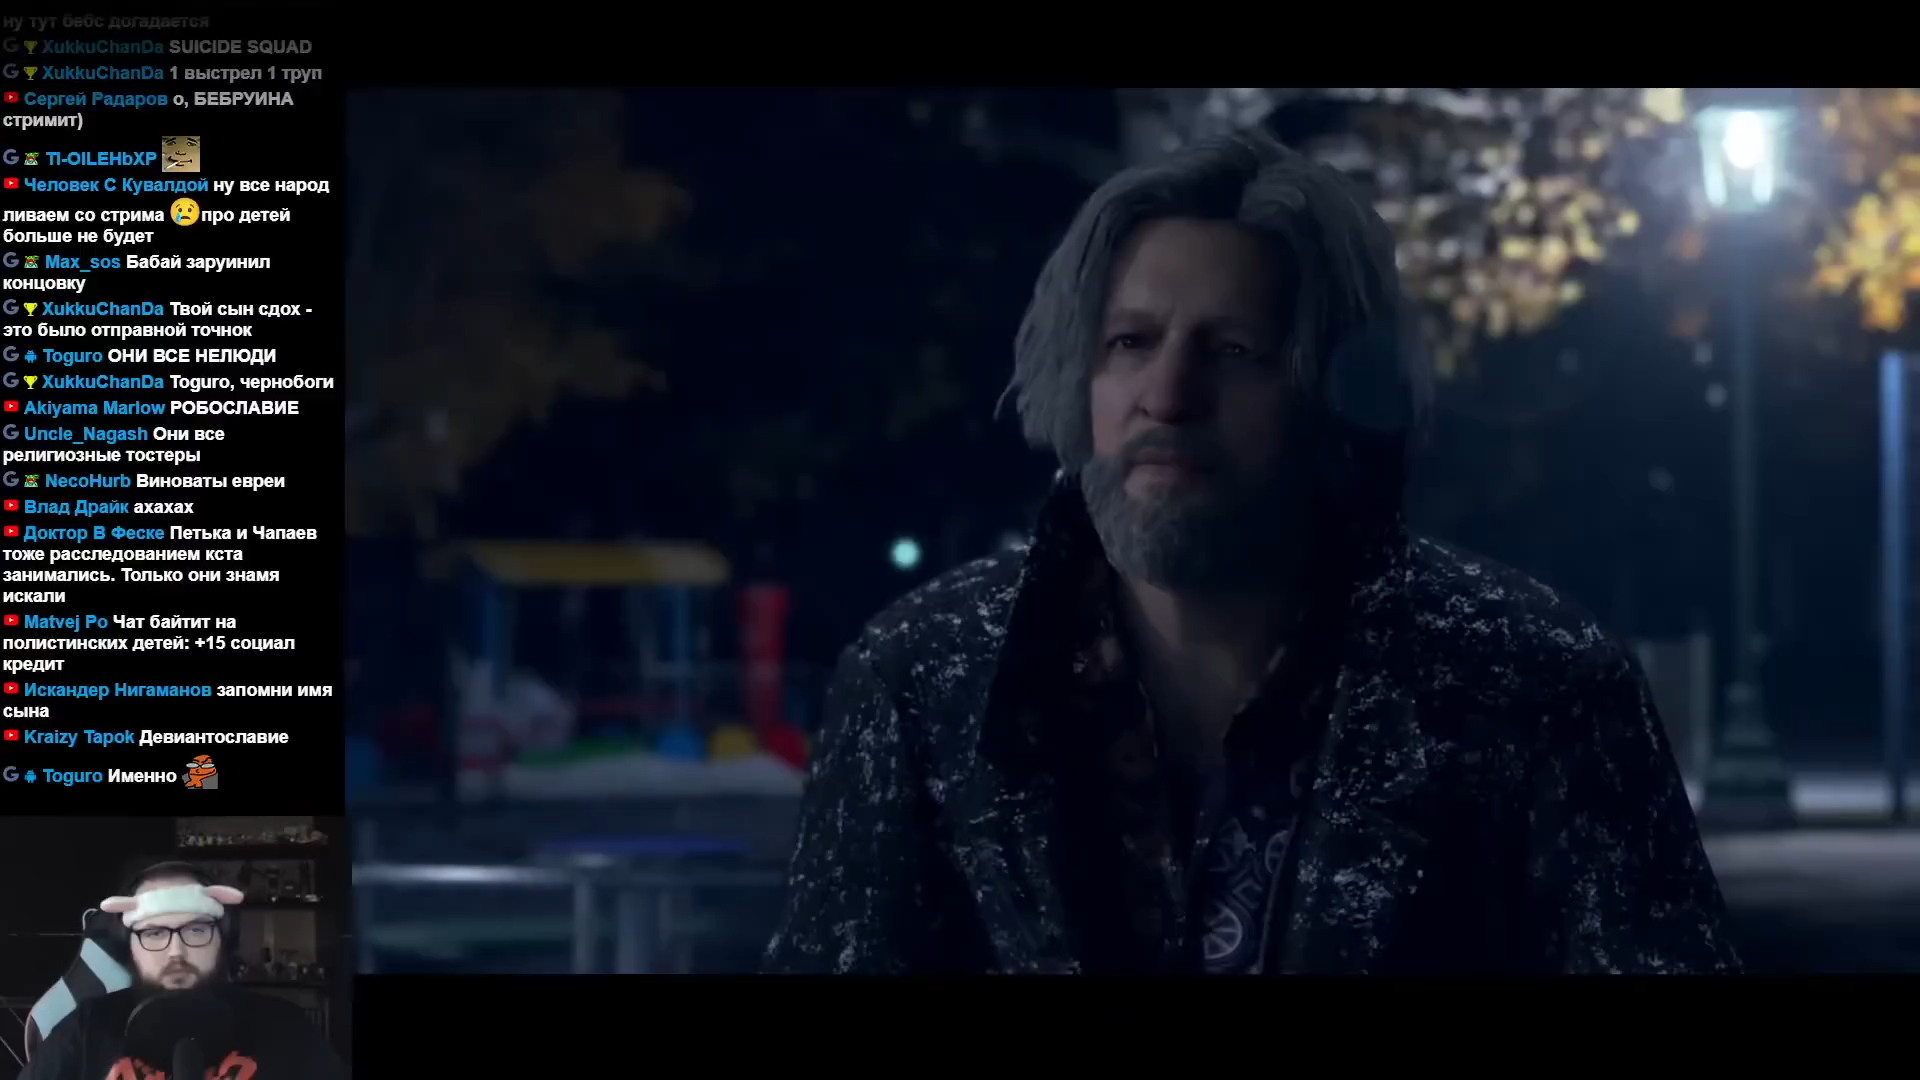 ну тут бебс догадается
XukkuChanDa SUICIDE SQUAD
XukkuChanDa 1 выстрел 1 труп
Сергей Радаров о, БЕБРУИНА
стримит)
TI-OILEHbXP
Человек С Кувалдой ну все народ
ливаем со стрима про детей
больше не будет
Max_sos Бабай заруинил
концовку
XukkuChanDa Твой сын сдох -
это было отправной точнок
Toguro ОНИ ВСЕ НЕЛЮДИ
XukkuChanDa Toguro, чернобоги
Akiyama Marlow РОБОСЛАВИЕ
Uncle_Nagash Они все
религиозные тостеры
NecoHurb Виноваты евреи
Влад Драйк ахахах
Доктор В Феске Петька и Чапаев
тоже расследованием кста
занимались. Только они знамя
искали
Matvej Po Чат байтит на
полистинских детей: +15 социал
кредит
Искандер Нигаманов запомни имя
сына
Kraizy Tapok Девиантославие
Toguro Именно